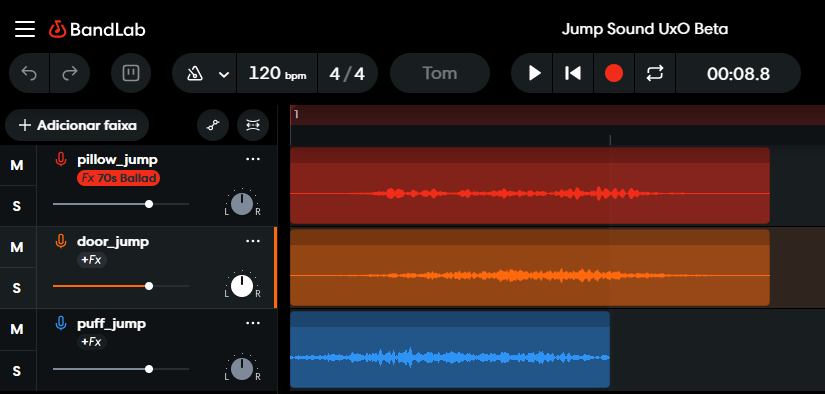 BandLab
Jump Sound UxO Beta
120 bpm
4 / 4
Tom
00:08.8
+ Adicionar faixa
1
M
pillow_jump
Fx 70s Ballad
S
L R
M
door_jump
+Fx
S
L R
M
puff_jump
+Fx
S
L R